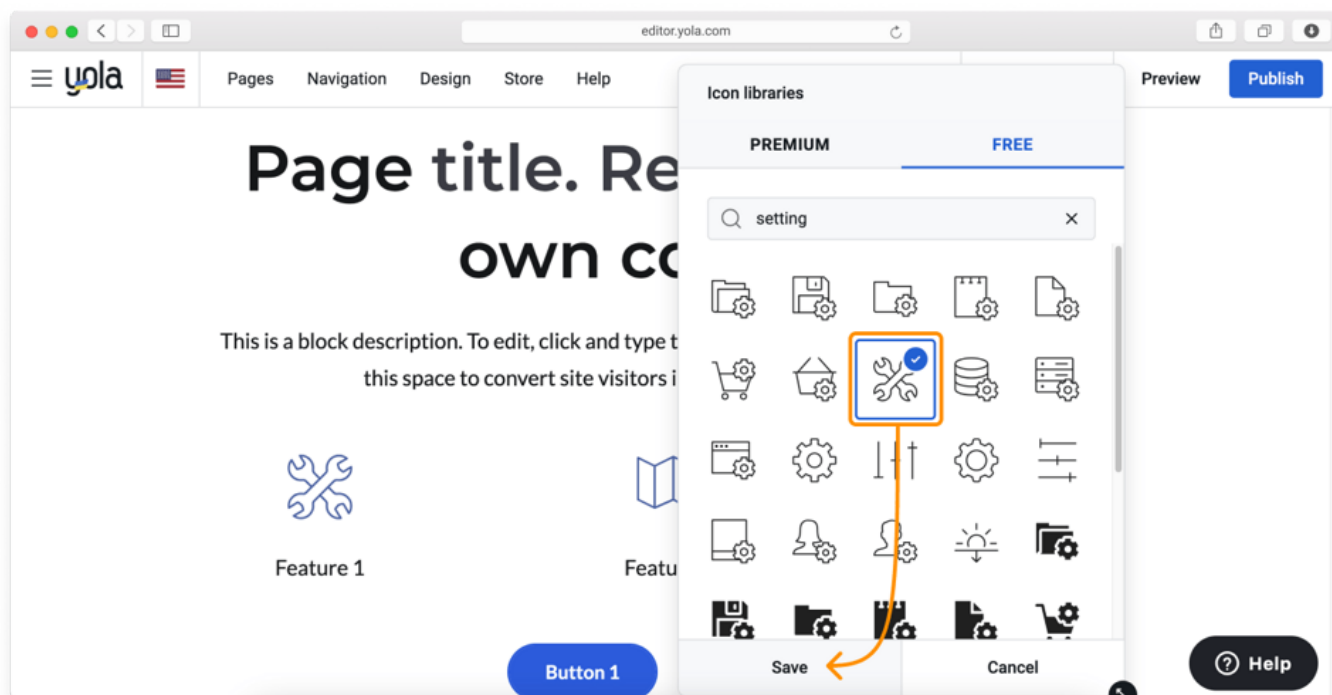 editor.yola.com
yola
Pages Navigation Design Store Help
Preview
Publish
Icon libraries
PREMIUM FREE
setting
Page title. Re
own co
This is a block description. To edit, click and type t
this space to convert site visitors i
Feature 1
Featu
Button 1
Save
Cancel
Help